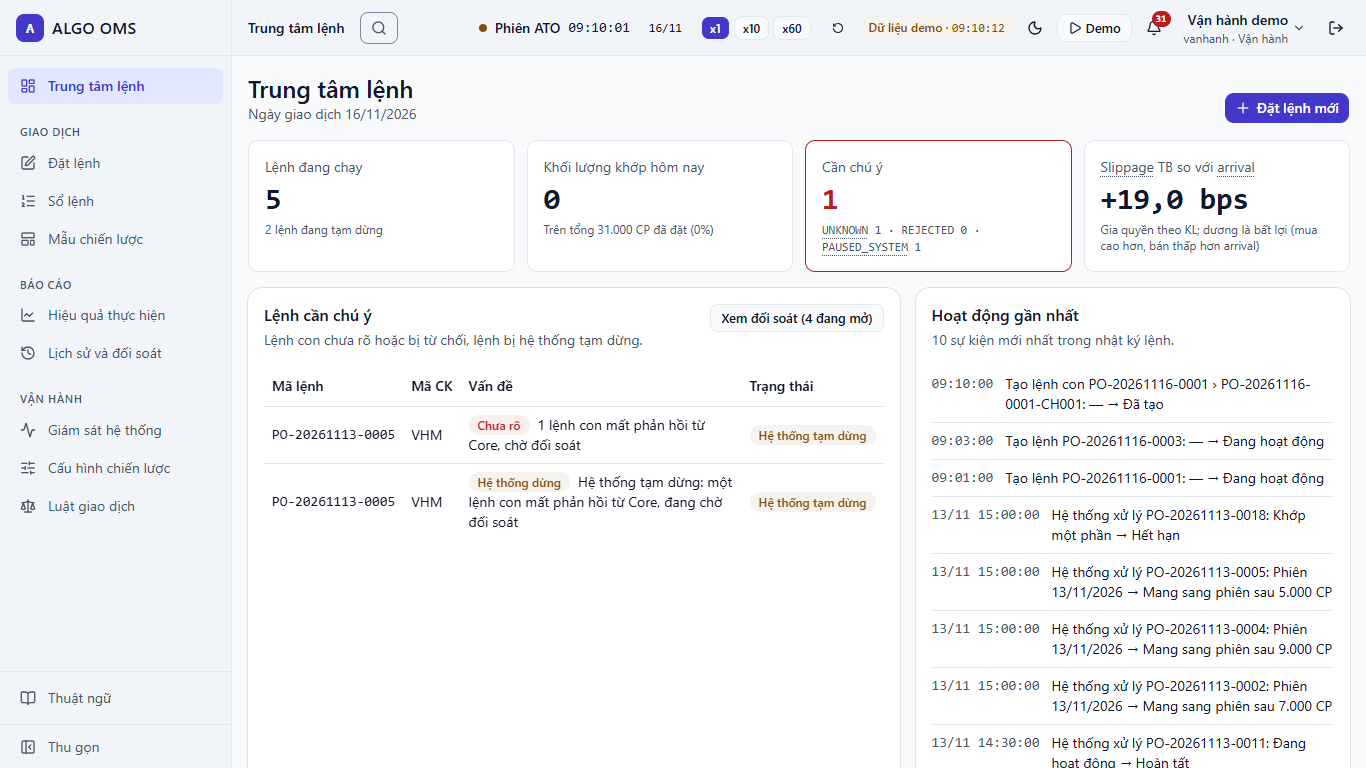 A ALGO OMS
Trung tâm lệnh
Phiên ATO 09:10:01 16/11 x1 x10 x60
Dữ liệu demo · 09:10:12
Demo
31
Vận hành demo
vanhanh · Vận hành
Trung tâm lệnh
GIAO DỊCH
Đặt lệnh
Sổ lệnh
Mẫu chiến lược
BÁO CÁO
Hiệu quả thực hiện
Lịch sử và đối soát
VẬN HÀNH
Giám sát hệ thống
Cấu hình chiến lược
Luật giao dịch
Thuật ngữ
Thu gọn
Trung tâm lệnh
Ngày giao dịch 16/11/2026
Đặt lệnh mới
Lệnh đang chạy
5
2 lệnh đang tạm dừng
Khối lượng khớp hôm nay
0
Trên tổng 31.000 CP đã đặt (0%)
Cần chú ý
1
UNKNOWN 1 · REJECTED 0 ·
PAUSED_SYSTEM 1
Slippage TB so với arrival
+19,0 bps
Gia quyền theo KL; dương là bất lợi (mua
cao hơn, bán thấp hơn arrival)
Lệnh cần chú ý
Xem đối soát (4 đang mở)
Lệnh con chưa rõ hoặc bị từ chối, lệnh bị hệ thống tạm dừng.
Mã lệnh Mã CK Vấn đề Trạng thái
PO-20261113-0005 VHM Chưa rõ 1 lệnh con mất phản hồi từ
Core, chờ đối soát
Hệ thống tạm dừng
PO-20261113-0005 VHM Hệ thống dừng Hệ thống tạm dừng: một
lệnh con mất phản hồi từ Core, đang chờ
đối soát
Hệ thống tạm dừng
Hoạt động gần nhất
10 sự kiện mới nhất trong nhật ký lệnh.
09:10:00 Tạo lệnh con PO-20261116-0001 › PO-20261116-
0001-CH001: — → Đã tạo
09:03:00 Tạo lệnh PO-20261116-0003: — → Đang hoạt động
09:01:00 Tạo lệnh PO-20261116-0001: — → Đang hoạt động
13/11 15:00:00 Hệ thống xử lý PO-20261113-0018: Khớp
một phần → Hết hạn
13/11 15:00:00 Hệ thống xử lý PO-20261113-0005: Phiên
13/11/2026 → Mang sang phiên sau 5.000 CP
13/11 15:00:00 Hệ thống xử lý PO-20261113-0004: Phiên
13/11/2026 → Mang sang phiên sau 9.000 CP
13/11 15:00:00 Hệ thống xử lý PO-20261113-0002: Phiên
13/11/2026 → Mang sang phiên sau 7.000 CP
13/11 14:30:00 Hệ thống xử lý PO-20261113-0011: Đang
hoạt động → Hoàn tất